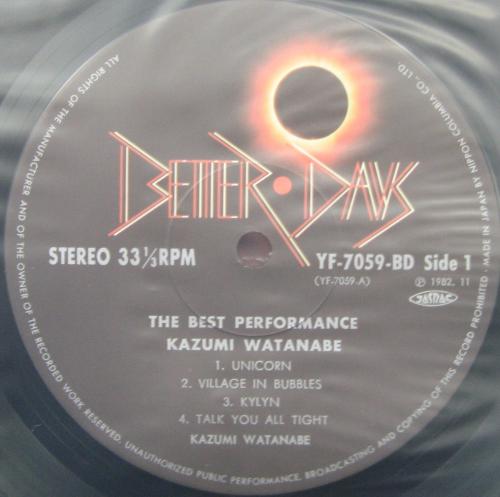 BETTER·DAYS
STEREO 33⅓RPM
YF-7059-BD Side 1
(YF-7059-A)
℗ 1982. 11
JASRAC
THE BEST PERFORMANCE
KAZUMI WATANABE
1. UNICORN
2. VILLAGE IN BUBBLES
3. KYLYN
4. TALK YOU ALL TIGHT
KAZUMI WATANABE
ALL RIGHTS OF THE MANUFACTURER AND OF THE OWNER OF THE RECORDED WORK RESERVED. UNAUTHORIZED PUBLIC PERFORMANCE, BROADCASTING AND COPYING OF THIS RECORD PROHIBITED · MADE IN JAPAN BY NIPPON COLUMBIA CO., LTD.